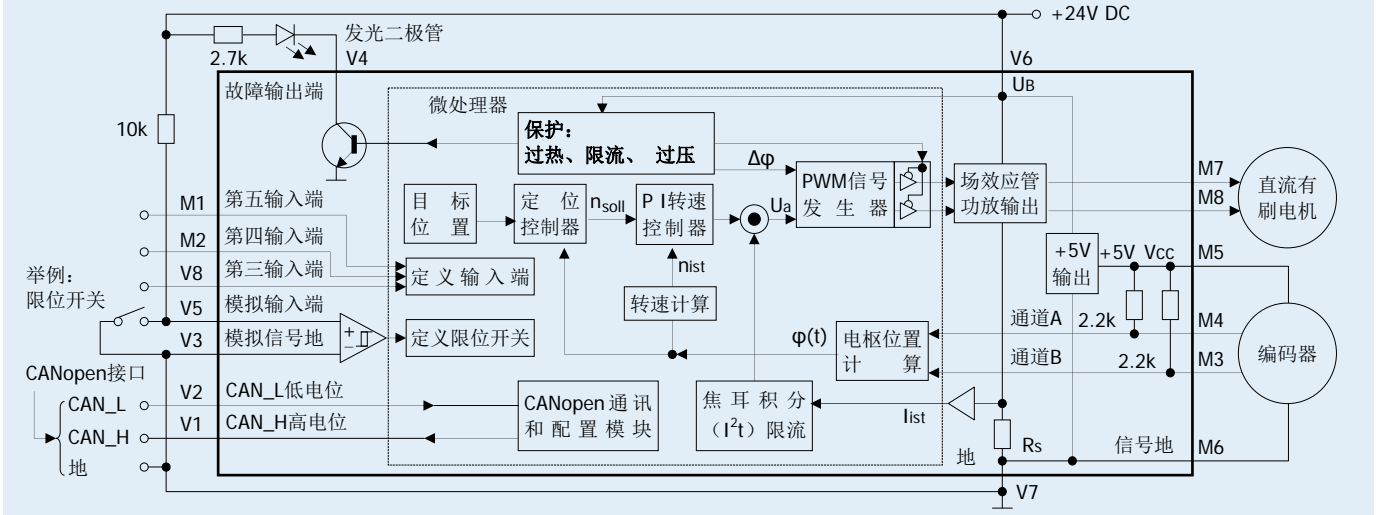 +24V DC
发光二极管
2.7k
V4
V6
故障输出端
微处理器
UB
10k
保护：
过热、限流、 过压
Δφ
M1
第五输入端
目 标
位 置
定 位
控制器
nsoll
P I转速
控制器
Ua
PWM信号
发 生 器
场效应管
功放输出
M7
M8
直流有
刷电机
M2
第四输入端
举例：
限位开关
V8
第三输入端
定 义 输 入 端
nist
+5V
输出
+5V
Vcc
M5
V5
模拟输入端
转速计算
V3
模拟信号地
+
−
定义限位开关
φ(t)
电枢位置
计 算
通道A
2.2k
M4
通道B
2.2k
M3
编码器
CANopen接口
CAN_L
CAN_H
地
V2
CAN_L低电位
V1
CAN_H高电位
CANopen通讯
和配置模块
焦耳积分
（I²t）限流
Iist
Rs
地
信号地
M6
V7